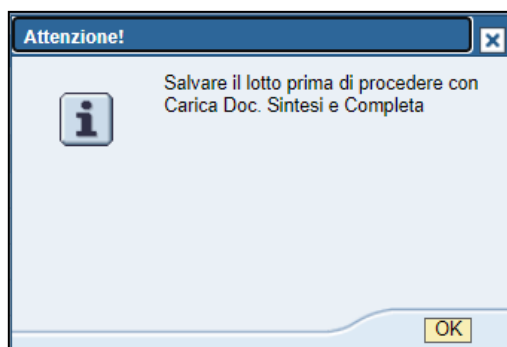 Attenzione!
Salvare il lotto prima di procedere con
Carica Doc. Sintesi e Completa
OK